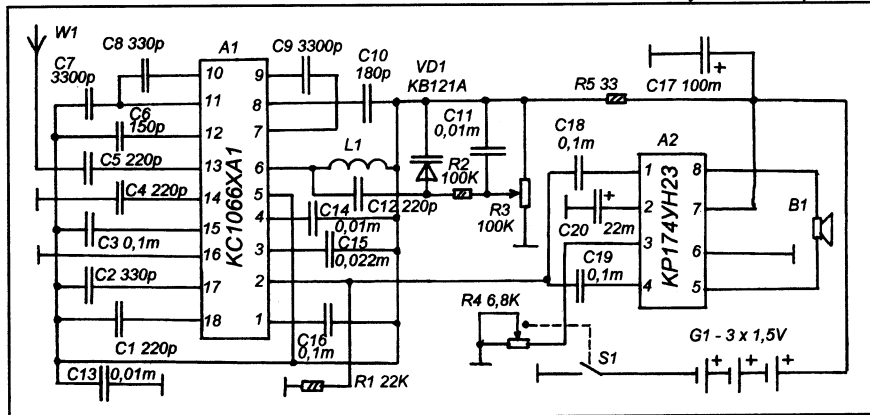 W1
C7
3300p
C8 330p
A1
C9 3300p
C10
180p
VD1
KB121A
R5 33
C17 100m
10
11
12
13
14
15
16
17
18
9
8
7
6
5
4
3
2
1
KC1066XA1
C6
150p
C5 220p
C4 220p
C3 0,1m
C2 330p
C1 220p
C13 0,01m
L1
C11
0,01m
R2
100K
R3
100K
C12 220p
C14
0,01m
C15
0,022m
C16
0,1m
R1 22K
C18
0,1m
A2
1
2
3
4
8
7
6
5
КР174УН23
C20
22m
C19
0,1m
B1
R4 6,8K
S1
G1 - 3 x 1,5V